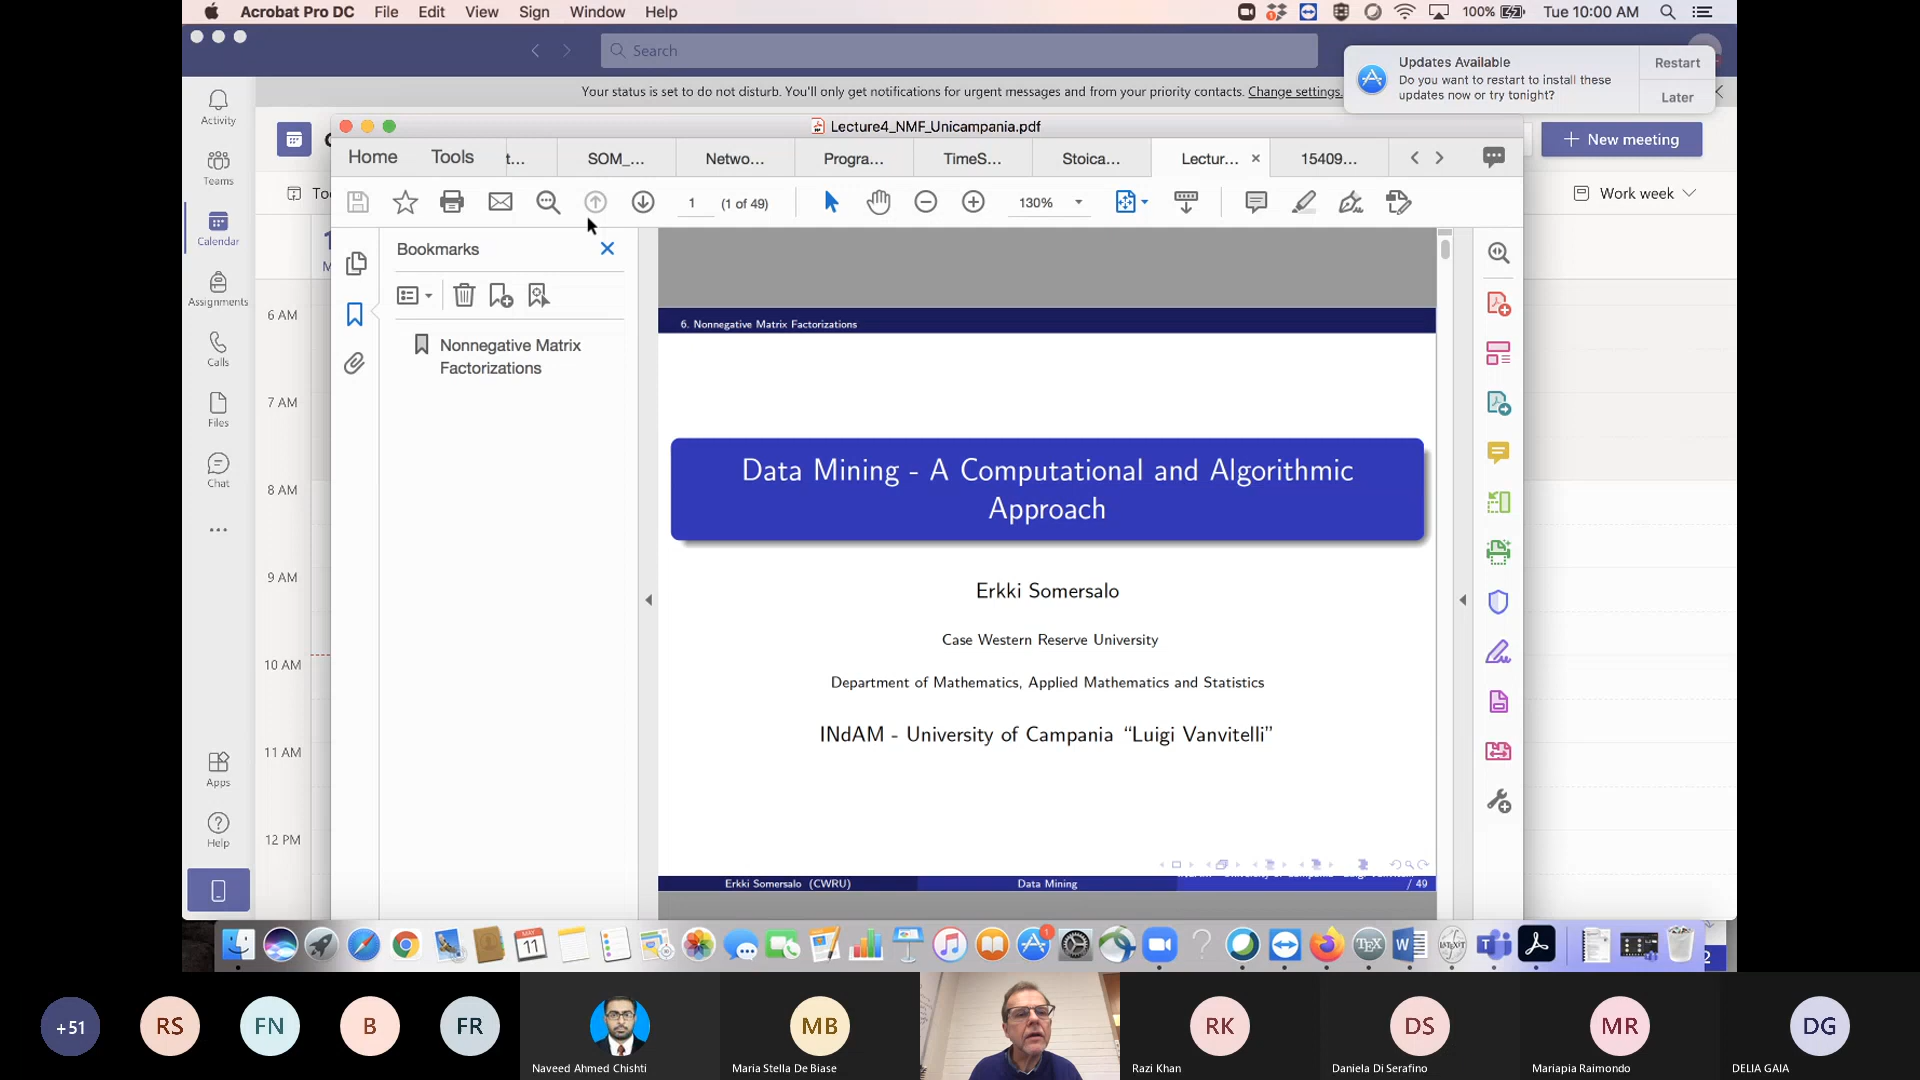 Acrobat Pro DC File Edit View Sign Window Help
100%
Tue 10:00 AM
Search
Updates Available
Do you want to restart to install these
updates now or try tonight?
Restart
Later
Your status is set to do not disturb. You'll only get notifications for urgent messages and from your priority contacts. Change settings.
Activity
Teams
Calendar
Assignments
Calls
Files
Chat
Apps
Help
New meeting
Work week
6 AM
7 AM
8 AM
9 AM
10 AM
11 AM
12 PM
Lecture4_NMF_Unicampania.pdf
Home Tools t... SOM_... Netwo... Progra... TimeS... Stoica... Lectur... 15409...
1 (1 of 49) 130%
Bookmarks
Nonnegative Matrix
Factorizations
6. Nonnegative Matrix Factorizations
Data Mining - A Computational and Algorithmic
Approach
Erkki Somersalo
Case Western Reserve University
Department of Mathematics, Applied Mathematics and Statistics
INdAM - University of Campania “Luigi Vanvitelli”
Erkki Somersalo (CWRU)
Data Mining
/ 49
MAY
11
1
TEX
+51
RS
FN
B
FR
Naveed Ahmed Chishti
MB
Maria Stella De Biase
RK
Razi Khan
DS
Daniela Di Serafino
MR
Mariapia Raimondo
DG
DELIA GAIA